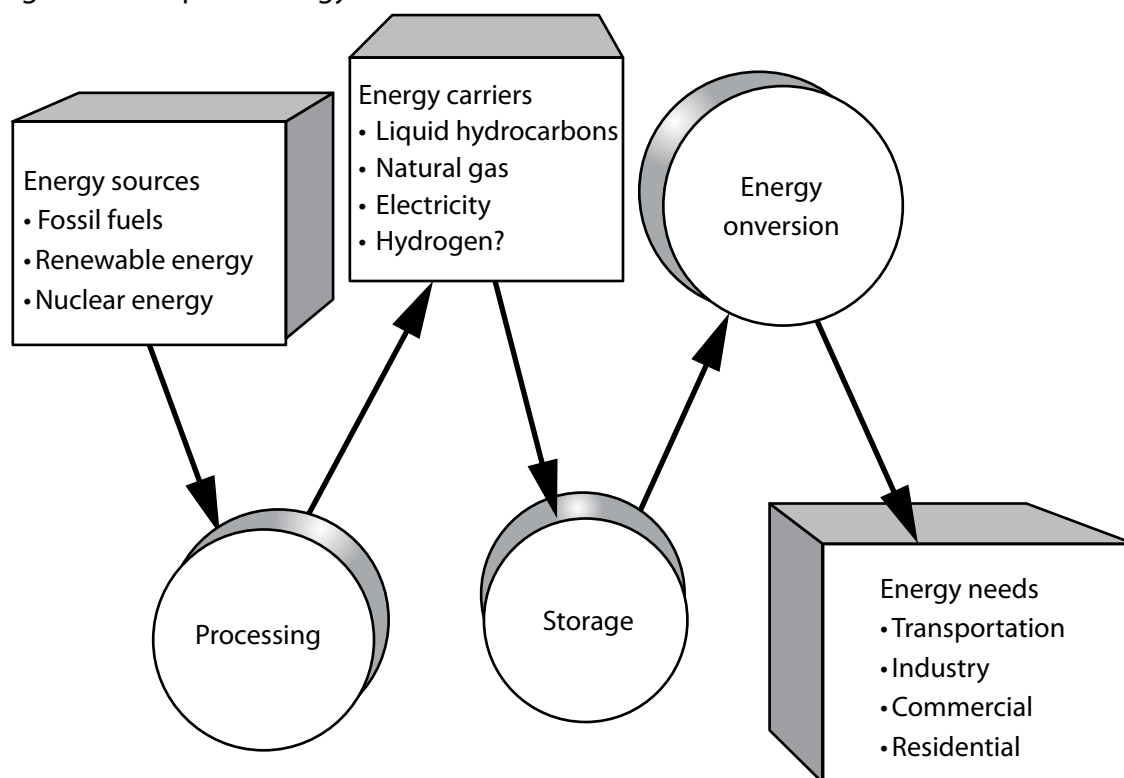 Energy sources
• Fossil fuels
• Renewable energy
• Nuclear energy
Energy carriers
• Liquid hydrocarbons
• Natural gas
• Electricity
• Hydrogen?
Energy
onversion
Processing
Storage
Energy needs
• Transportation
• Industry
• Commercial
• Residential